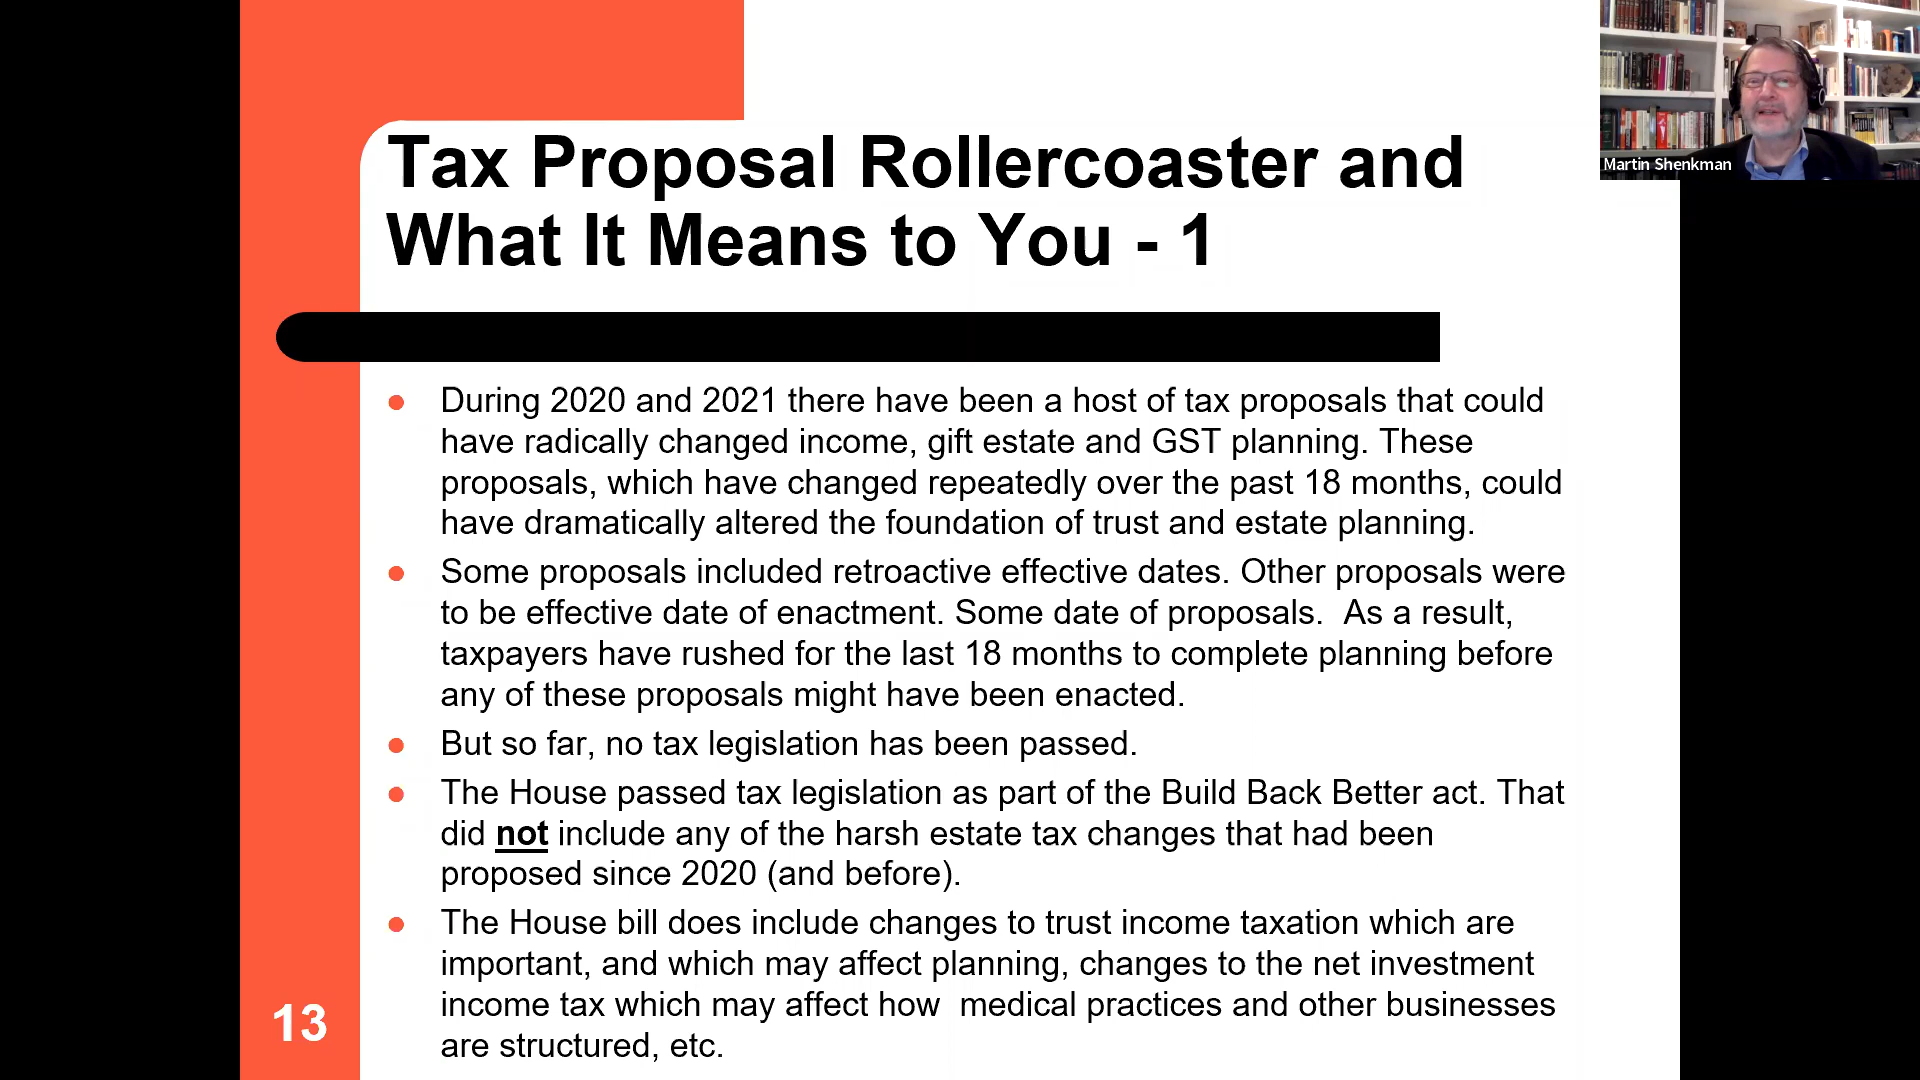 Tax Proposal Rollercoaster and
What It Means to You - 1
During 2020 and 2021 there have been a host of tax proposals that could
have radically changed income, gift estate and GST planning. These
proposals, which have changed repeatedly over the past 18 months, could
have dramatically altered the foundation of trust and estate planning.
Some proposals included retroactive effective dates. Other proposals were
to be effective date of enactment. Some date of proposals.  As a result,
taxpayers have rushed for the last 18 months to complete planning before
any of these proposals might have been enacted.
But so far, no tax legislation has been passed.
The House passed tax legislation as part of the Build Back Better act. That
did not include any of the harsh estate tax changes that had been
proposed since 2020 (and before).
The House bill does include changes to trust income taxation which are
important, and which may affect planning, changes to the net investment
income tax which may affect how  medical practices and other businesses
are structured, etc.
13
Martin Shenkman